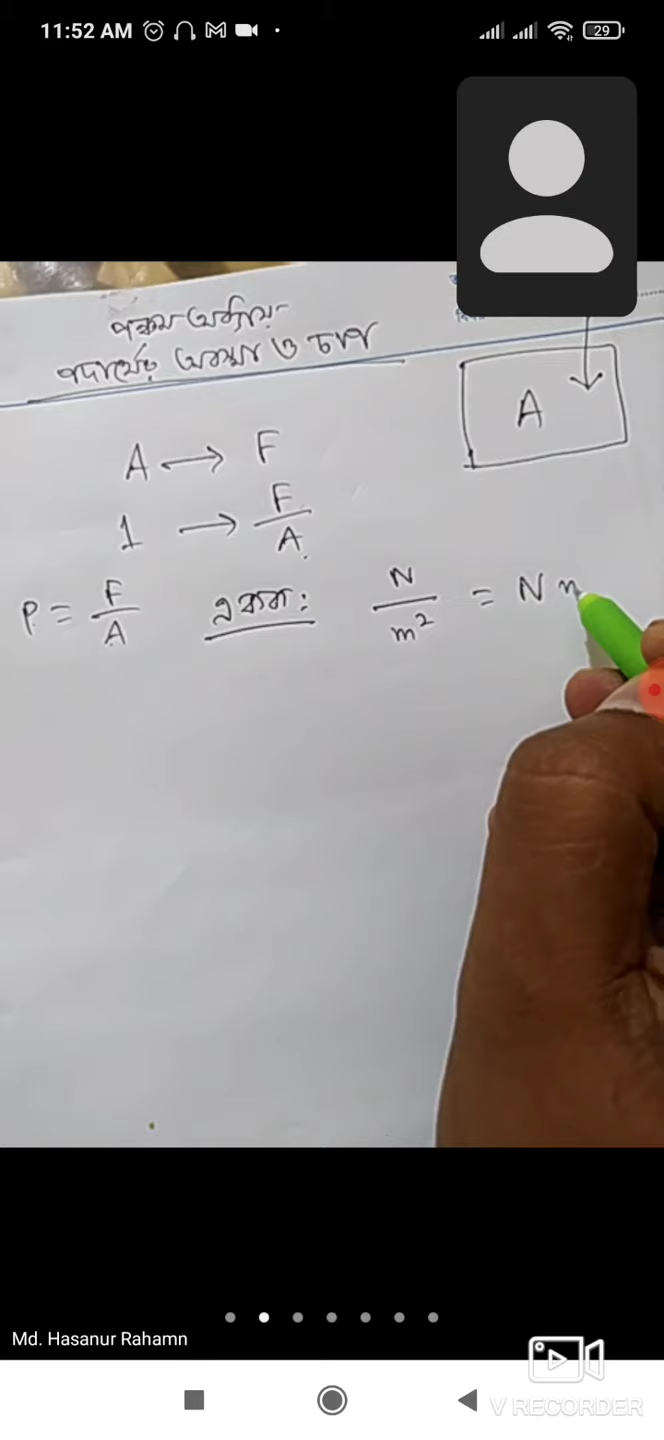 11:52 AM
29
পঞ্চম অধ্যায়-
পদার্থের অবস্থা ও চাপ
A
A → F
1 → F/A
P = F/A একক: N/m² = N m
Md. Hasanur Rahamn
V RECORDER